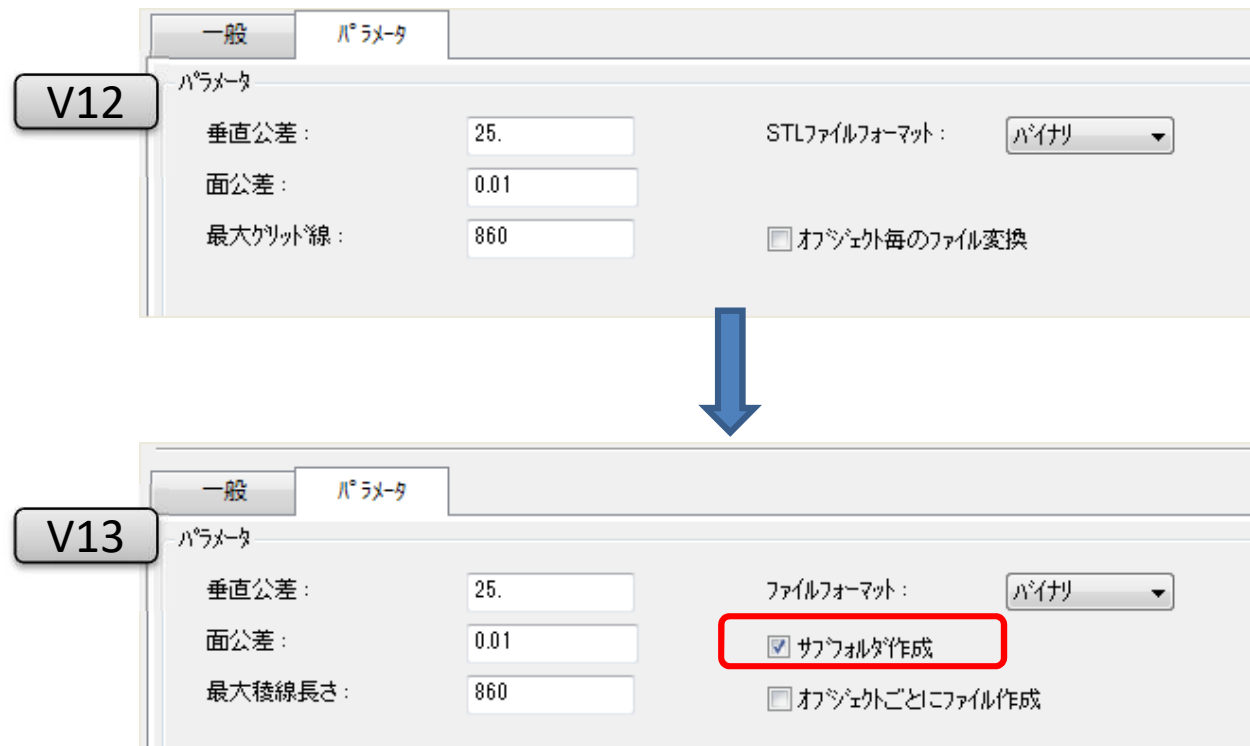 一般 パラメータ
V12
パラメータ
垂直公差: 25. STLファイルフォーマット: バイナリ
面公差: 0.01
最大グリッド線: 860 オブジェクト毎のファイル変換
一般 パラメータ
V13
パラメータ
垂直公差: 25. ファイルフォーマット: バイナリ
面公差: 0.01 サブフォルダ作成
最大稜線長さ: 860 オブジェクトごとにファイル作成